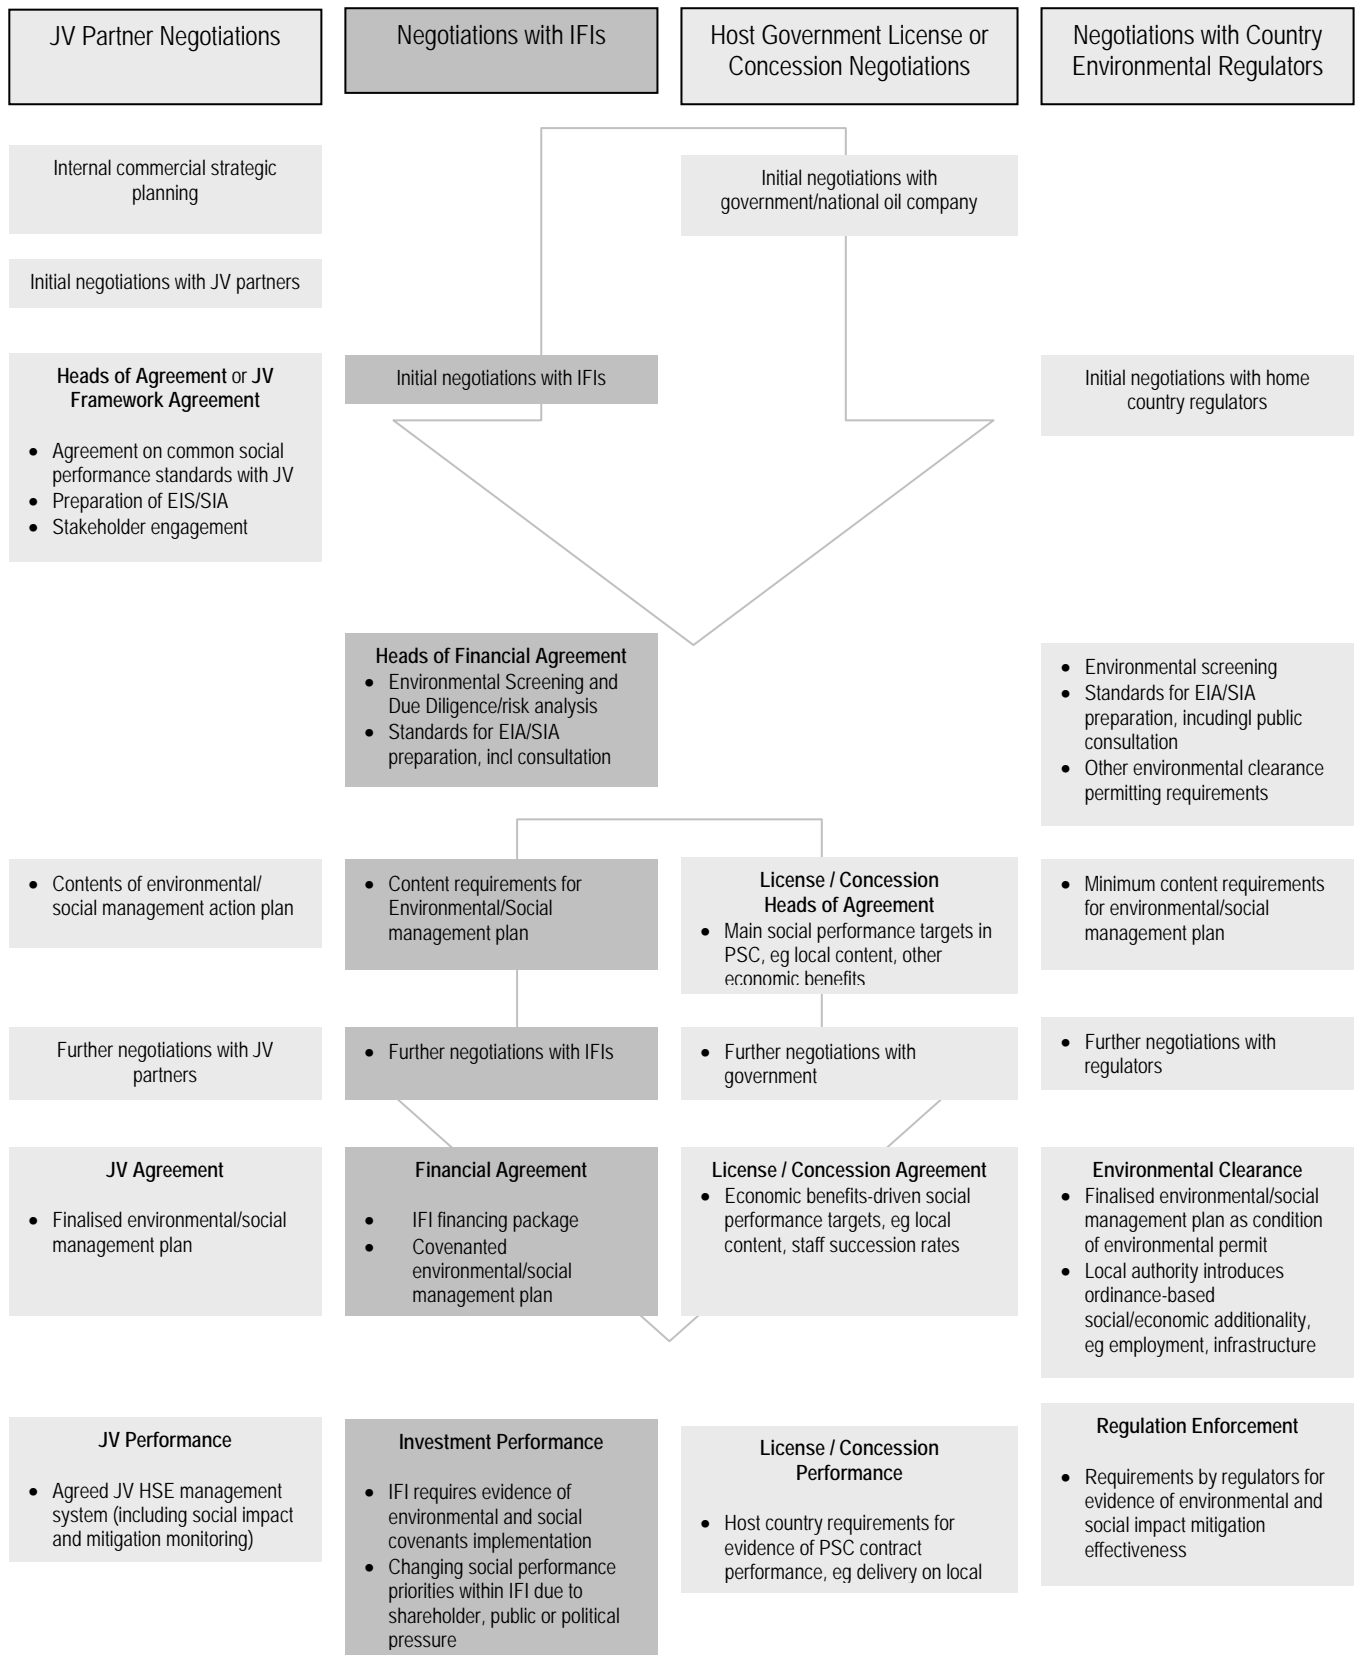 JV Partner Negotiations
Negotiations with IFIs
Host Government License or
Concession Negotiations
Negotiations with Country
Environmental Regulators
Internal commercial strategic
planning
Initial negotiations with
government/national oil company
Initial negotiations with JV partners
Heads of Agreement or JV
Framework Agreement
• Agreement on common social
performance standards with JV
• Preparation of EIS/SIA
• Stakeholder engagement
Initial negotiations with IFIs
Initial negotiations with home
country regulators
Heads of Financial Agreement
• Environmental Screening and
Due Diligence/risk analysis
• Standards for EIA/SIA
preparation, incl consultation
• Environmental screening
• Standards for EIA/SIA
preparation, incudingl public
consultation
• Other environmental clearance
permitting requirements
• Contents of environmental/
social management action plan
• Content requirements for
Environmental/Social
management plan
License / Concession
Heads of Agreement
• Main social performance targets in
PSC, eg local content, other
economic benefits
• Minimum content requirements
for environmental/social
management plan
Further negotiations with JV
partners
• Further negotiations with IFIs
• Further negotiations with
government
• Further negotiations with
regulators
JV Agreement
• Finalised environmental/social
management plan
Financial Agreement
• IFI financing package
• Covenanted
environmental/social
management plan
License / Concession Agreement
• Economic benefits-driven social
performance targets, eg local
content, staff succession rates
Environmental Clearance
• Finalised environmental/social
management plan as condition
of environmental permit
• Local authority introduces
ordinance-based
social/economic additionality,
eg employment, infrastructure
JV Performance
• Agreed JV HSE management
system (including social impact
and mitigation monitoring)
Investment Performance
• IFI requires evidence of
environmental and social
covenants implementation
• Changing social performance
priorities within IFI due to
shareholder, public or political
pressure
License / Concession
Performance
• Host country requirements for
evidence of PSC contract
performance, eg delivery on local
Regulation Enforcement
• Requirements by regulators for
evidence of environmental and
social impact mitigation
effectiveness